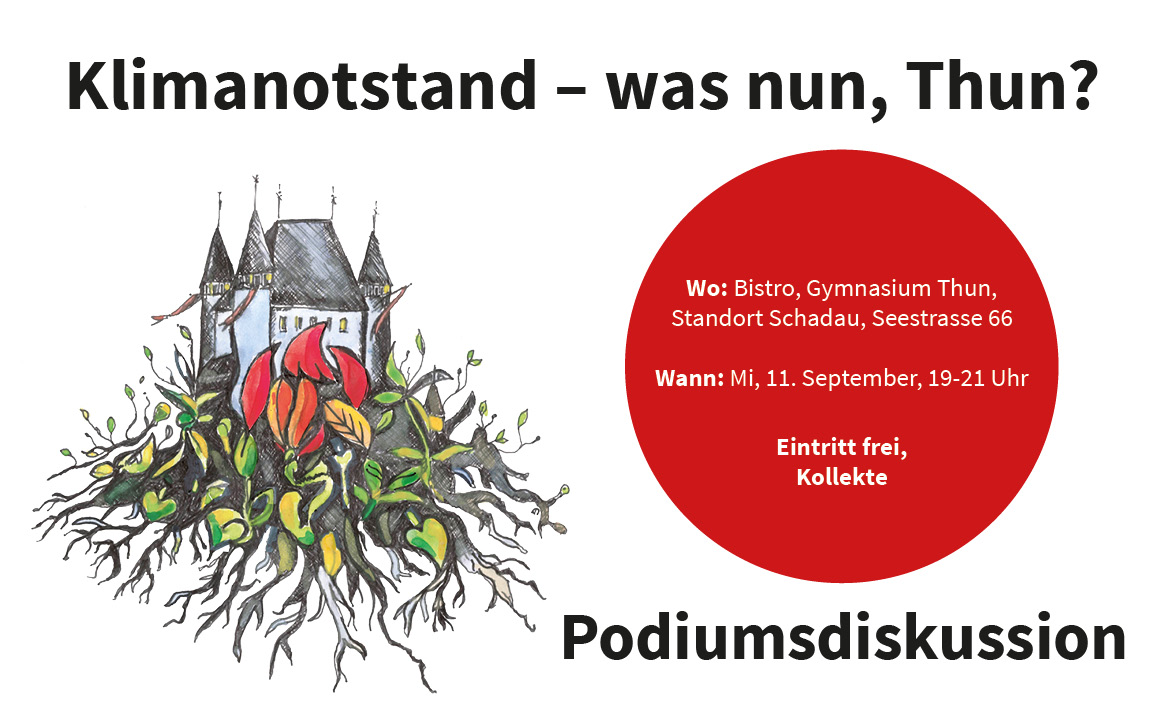 Klimanotstand – was nun, Thun?
Wo: Bistro, Gymnasium Thun,
Standort Schadau, Seestrasse 66
Wann: Mi, 11. September, 19-21 Uhr
Eintritt frei,
Kollekte
Podiumsdiskussion